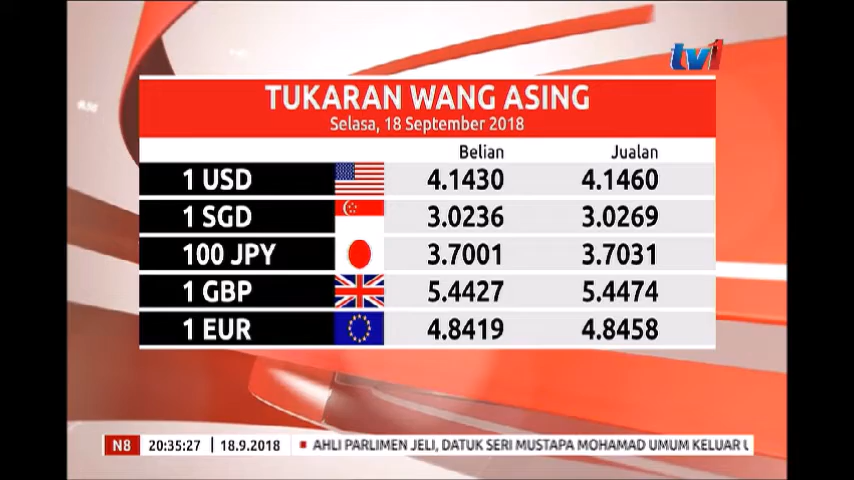 tv1
TUKARAN WANG ASING
Selasa, 18 September 2018
Belian Jualan
1 USD 4.1430 4.1460
1 SGD 3.0236 3.0269
100 JPY 3.7001 3.7031
1 GBP 5.4427 5.4474
1 EUR 4.8419 4.8458
N8 20:35:27 18.9.2018 AHLI PARLIMEN JELI, DATUK SERI MUSTAPA MOHAMAD UMUM KELUAR